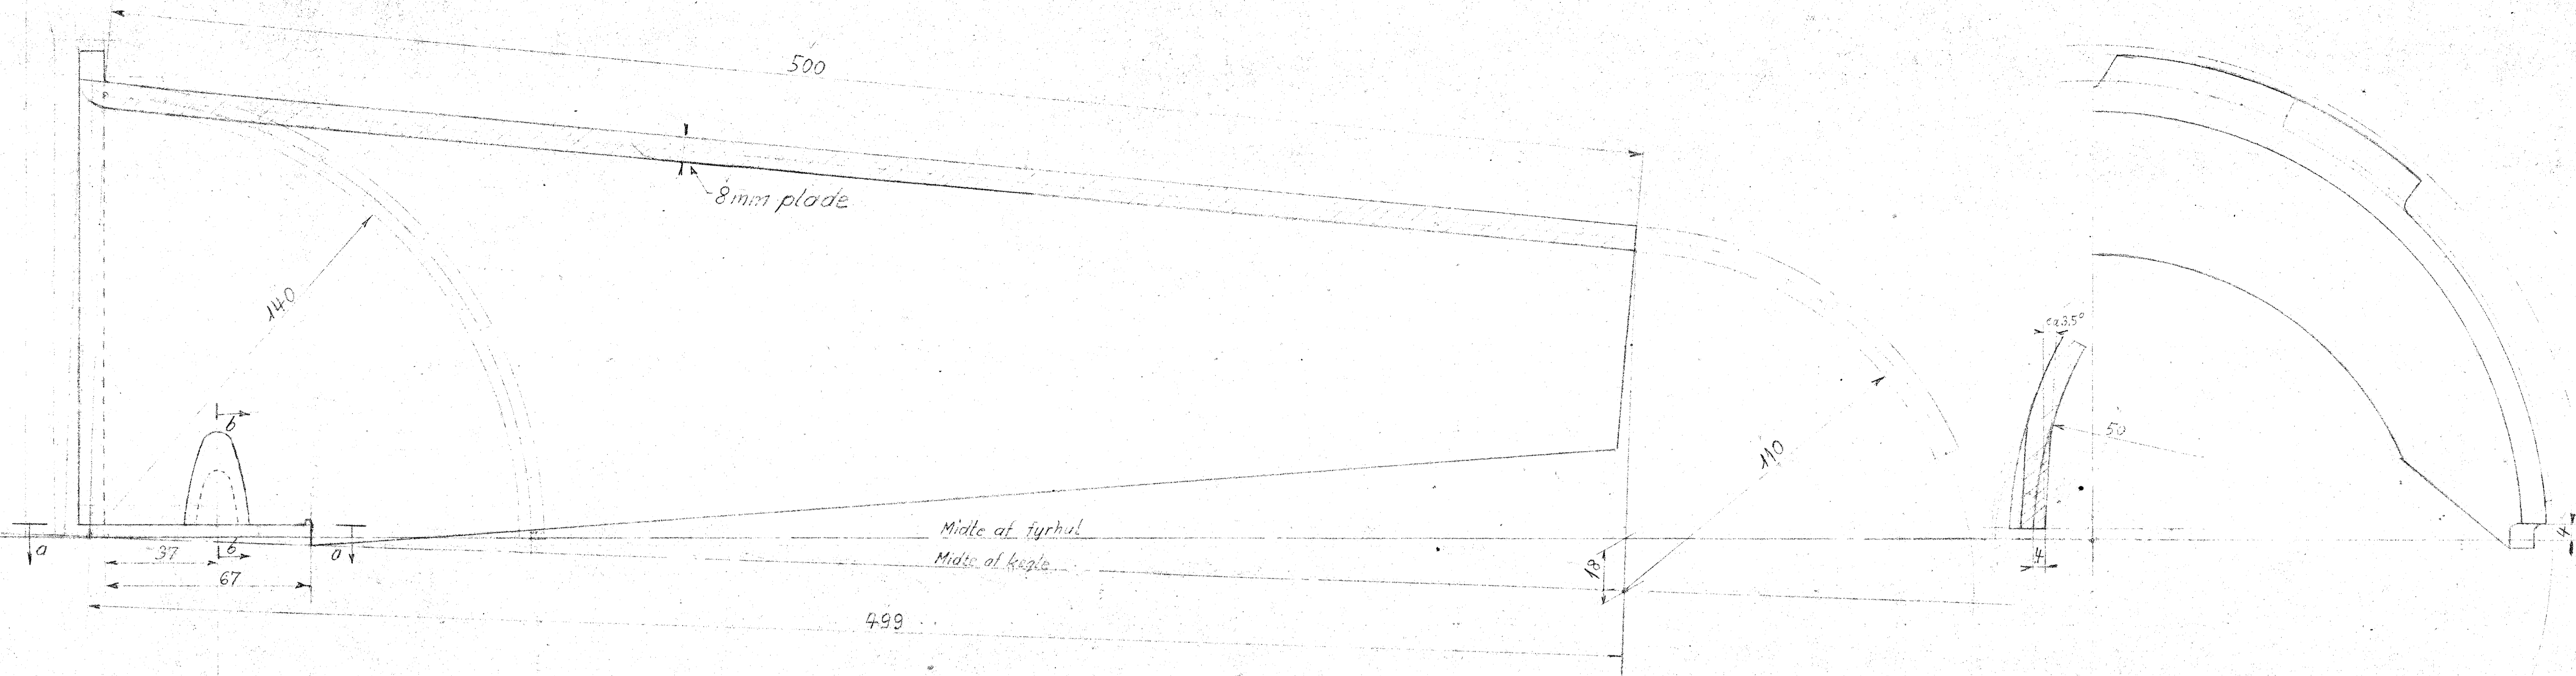 500
8mm plade
140
ca 3.5°
50
110
b
Midte af fyrhul
Midte af kegle
a
37
b
a
67
18
4
4
499